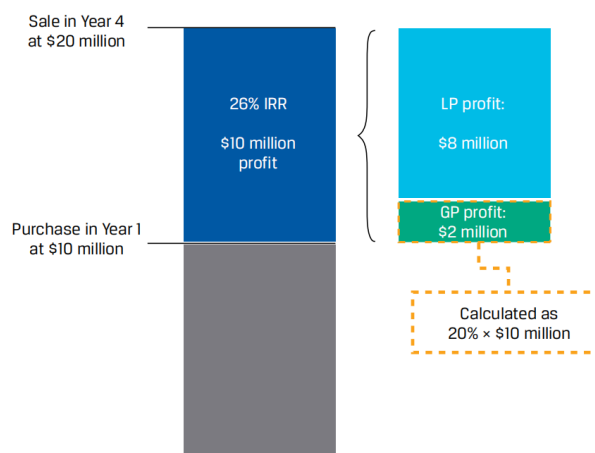 Sale in Year 4
at $20 million
26% IRR
$10 million
profit
LP profit:
$8 million
GP profit:
$2 million
Purchase in Year 1
at $10 million
Calculated as
20% × $10 million